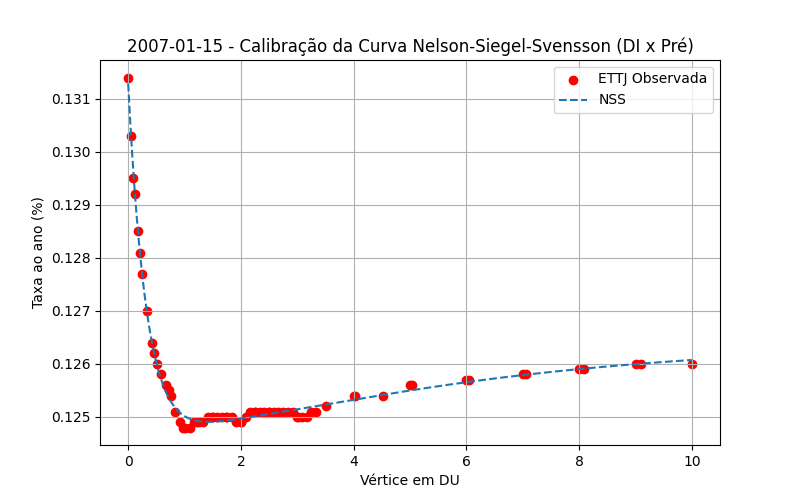 2007-01-15 - Calibração da Curva Nelson-Siegel-Svensson (DI x Pré)
ETTJ Observada
NSS
Taxa ao ano (%)
0.131
0.130
0.129
0.128
0.127
0.126
0.125
0 2 4 6 8 10
Vértice em DU